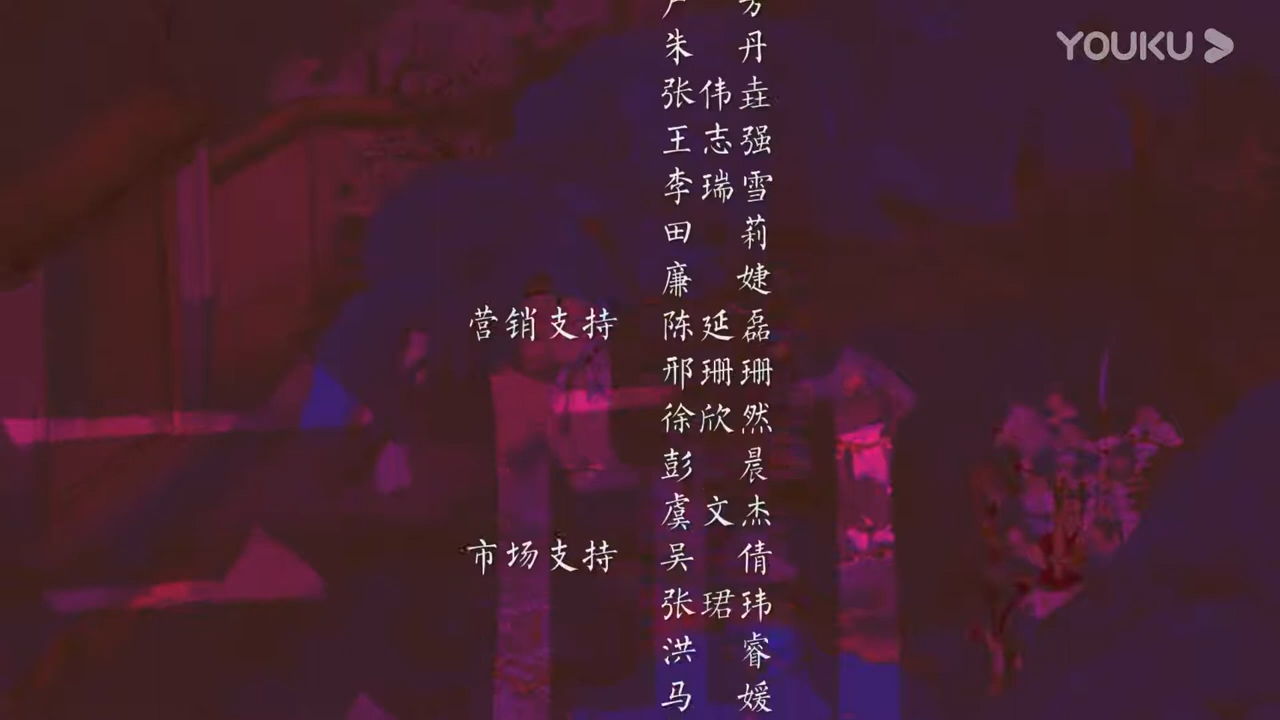 YOUKU
朱 丹
张伟垚
王志强
李瑞雪
田 莉
廉 婕
营销支持 陈延磊
邢珊珊
徐欣然
彭 晨
虞文杰
市场支持 吴 倩
张珺玮
洪 睿
马 媛